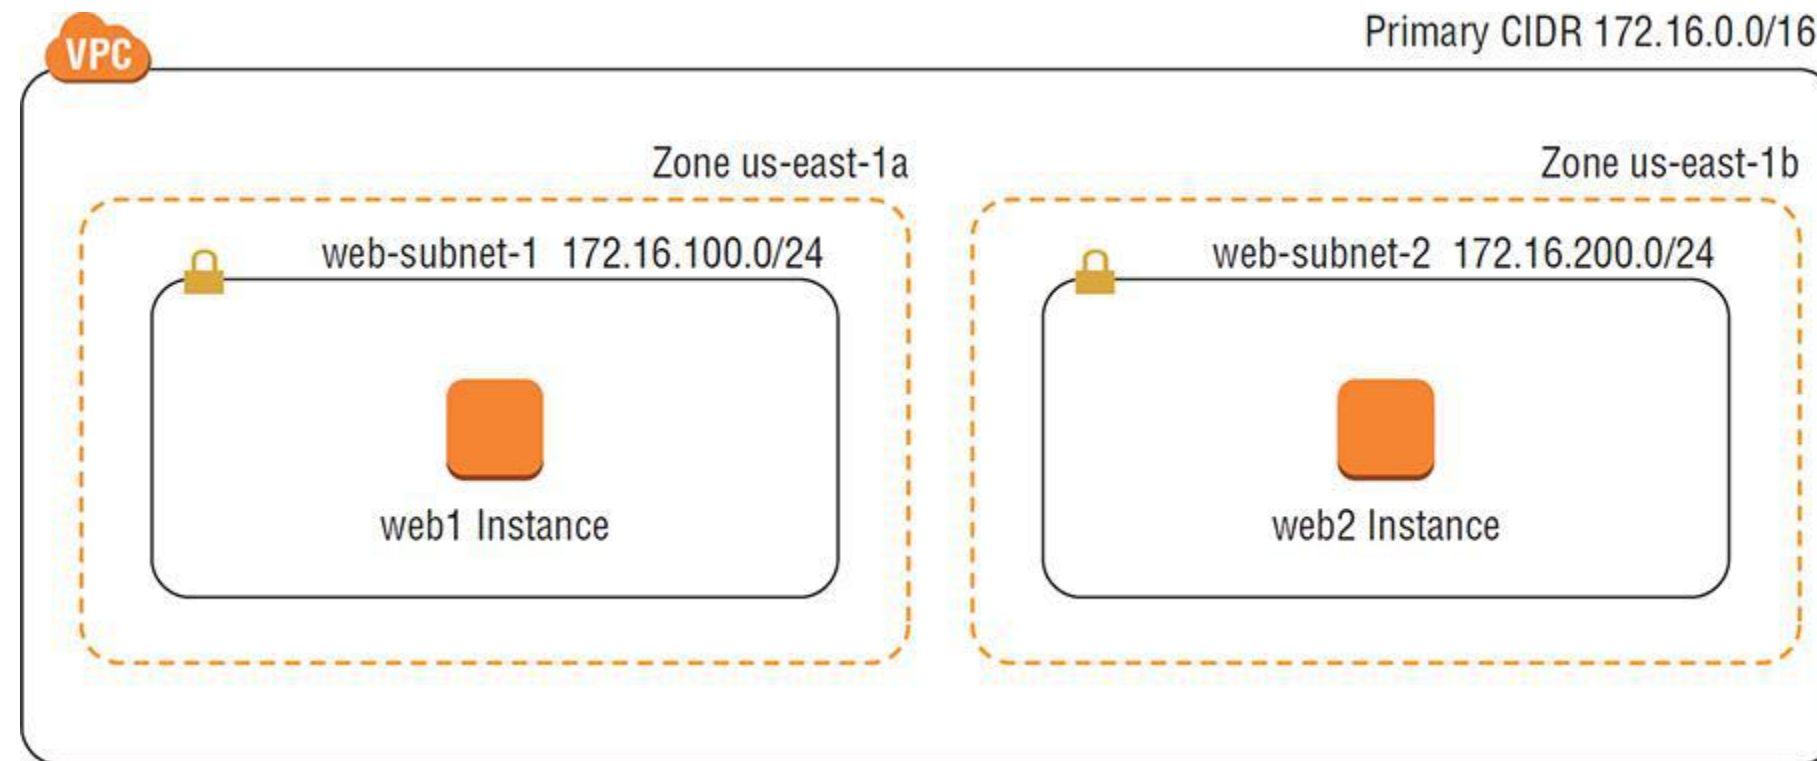 VPC
Primary CIDR 172.16.0.0/16
Zone us-east-1a
Zone us-east-1b
web-subnet-1 172.16.100.0/24
web-subnet-2 172.16.200.0/24
web1 Instance
web2 Instance